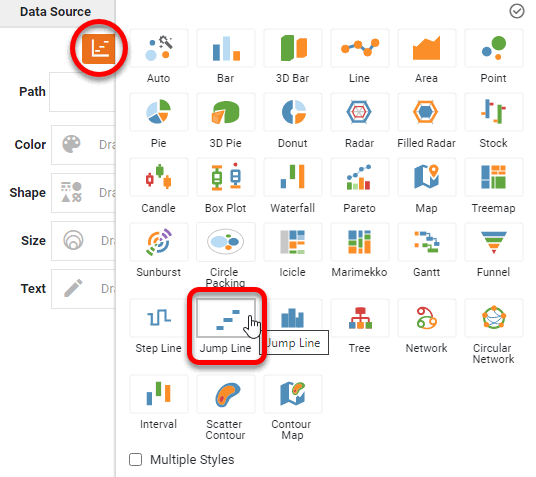 Data Source
Auto
Bar
3D Bar
Line
Area
Point
Path
Pie
3D Pie
Donut
Radar
Filled Radar
Stock
Color
Dra
Candle
Box Plot
Waterfall
Pareto
Map
Treemap
Shape
Dra
Sunburst
Circle
Packing
Icicle
Marimekko
Gantt
Funnel
Size
Dra
Text
Dra
Step Line
Jump Line
Jump Line
Tree
Network
Circular
Network
Interval
Scatter
Contour
Contour
Map
Multiple Styles